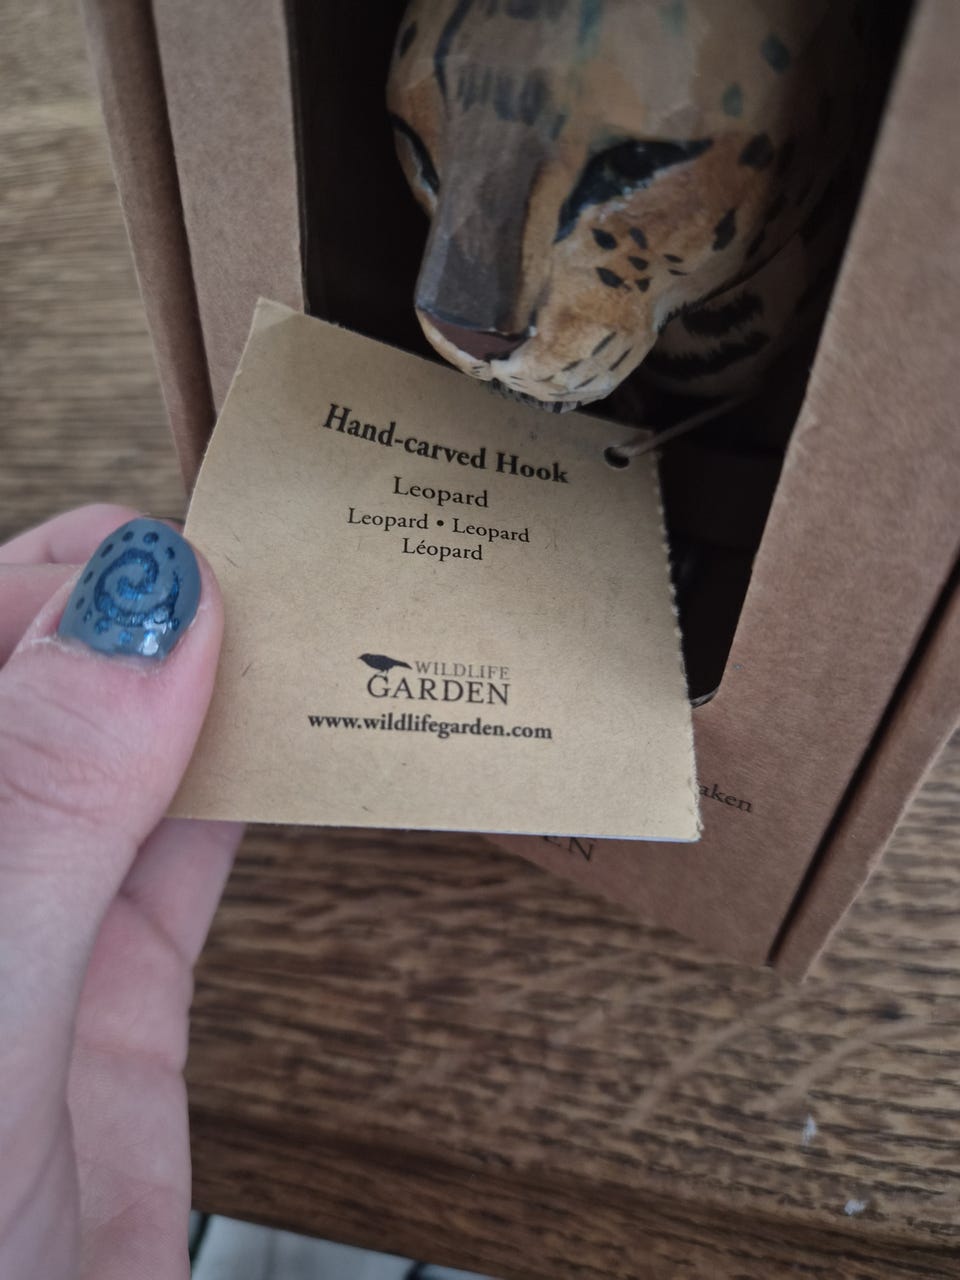 Hand-carved Hook
Leopard
Leopard • Leopard
Léopard
WILDLIFE
GARDEN
www.wildlifegarden.com